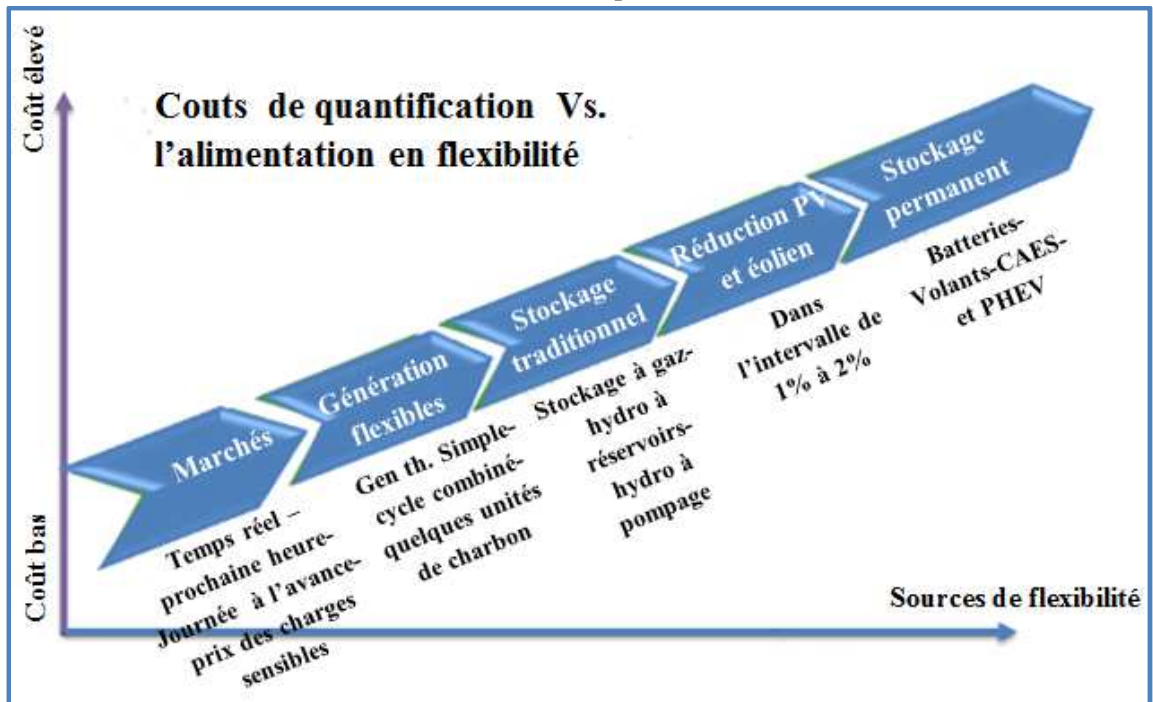 Coût élevé
Couts de quantification Vs.
l’alimentation en flexibilité
Stockage
permanent
Réduction PV
et éolien
Stockage
traditionnel
Génération
flexibles
Marchés
Batteries-
Volants-CAES-
et PHEV
Dans
l’intervalle de
1% à 2%
Stockage à gaz-
hydro à
réservoirs-
hydro à
pompage
Gen th. Simple-
cycle combiné-
quelques unités
de charbon
Temps réel –
prochaine heure-
Journée à l’avance-
prix des charges
sensibles
Coût bas
Sources de flexibilité